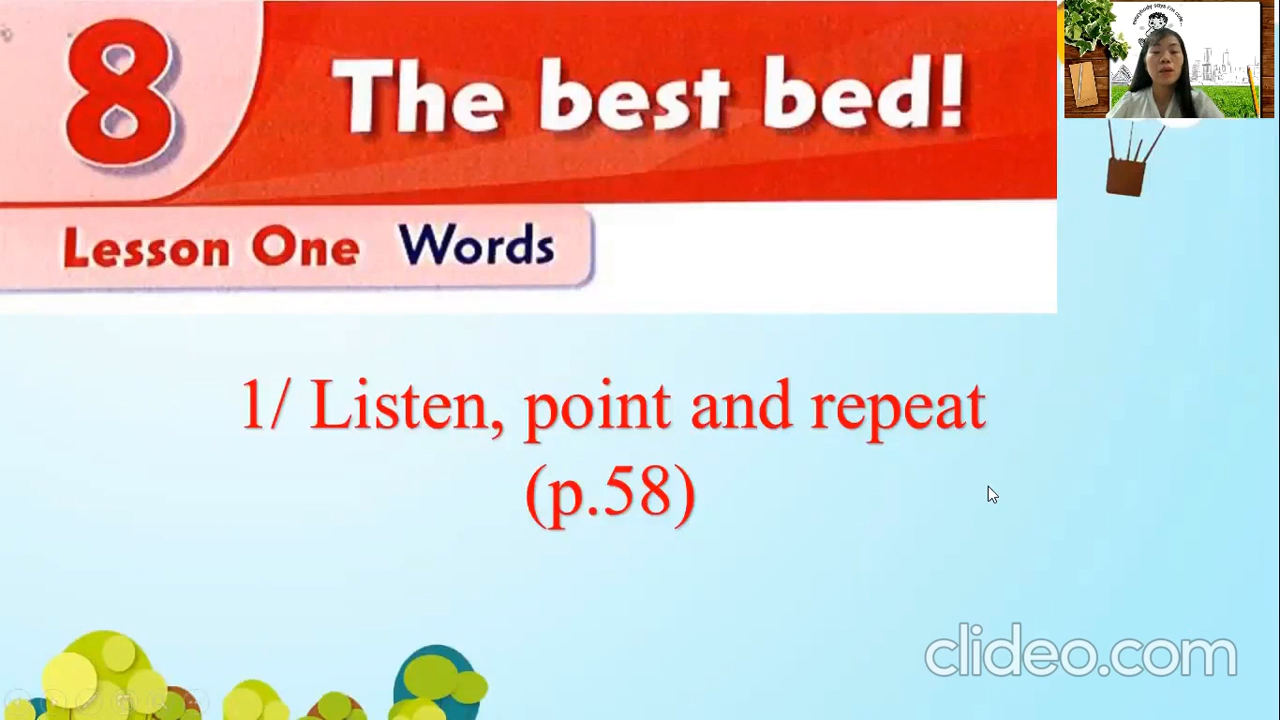 8 The best bed!
Lesson One Words
1/ Listen, point and repeat
(p.58)
clideo.com